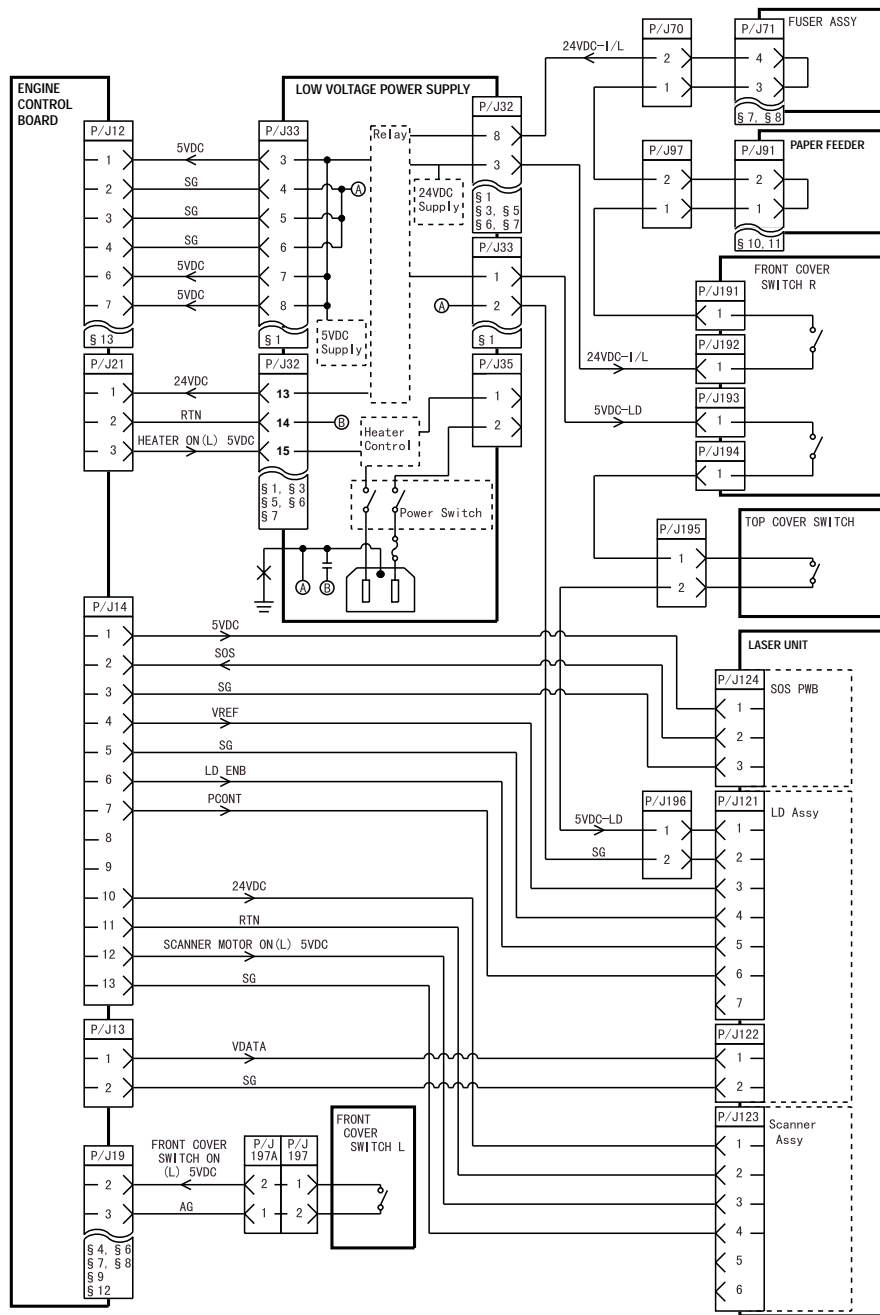 ENGINE
CONTROL
BOARD
P/J12
1
2
3
4
6
7
§ 13
5VDC
SG
SG
SG
5VDC
5VDC
P/J21
1
2
3
24VDC
RTN
HEATER ON(L) 5VDC
LOW VOLTAGE POWER SUPPLY
P/J33
3
4
5
6
7
8
§ 1
P/J32
13
14
15
§ 1, § 3
§ 5, § 6
§ 7
A
B
Relay
24VDC
Supply
5VDC
Supply
Heater
Control
Power Switch
A
B
P/J32
8
3
§ 1
§ 3, § 5
§ 6, § 7
P/J33
A
1
2
§ 1
P/J35
1
2
24VDC-I/L
P/J70
2
1
P/J71
4
3
§ 7, § 8
FUSER ASSY
P/J97
2
1
P/J91
2
1
§ 10, 11
PAPER FEEDER
FRONT COVER
SWITCH R
P/J191
1
P/J192
1
24VDC-I/L
P/J193
1
5VDC-LD
P/J194
1
TOP COVER SWITCH
P/J195
1
2
P/J14
1
2
3
4
5
6
7
8
9
10
11
12
13
5VDC
SOS
SG
VREF
SG
LD ENB
PCONT
24VDC
RTN
SCANNER MOTOR ON(L) 5VDC
SG
LASER UNIT
P/J124
1
2
3
SOS PWB
5VDC-LD
SG
P/J196
1
2
P/J121
1
2
3
4
5
6
7
LD Assy
P/J13
1
2
VDATA
SG
P/J122
1
2
P/J123
1
2
3
4
5
6
Scanner
Assy
P/J19
2
3
§ 4, § 6
§ 7, § 8
§ 9
§ 12
FRONT COVER
SWITCH ON
(L) 5VDC
AG
P/J
197A
2
1
P/J
197
1
2
FRONT
COVER
SWITCH L